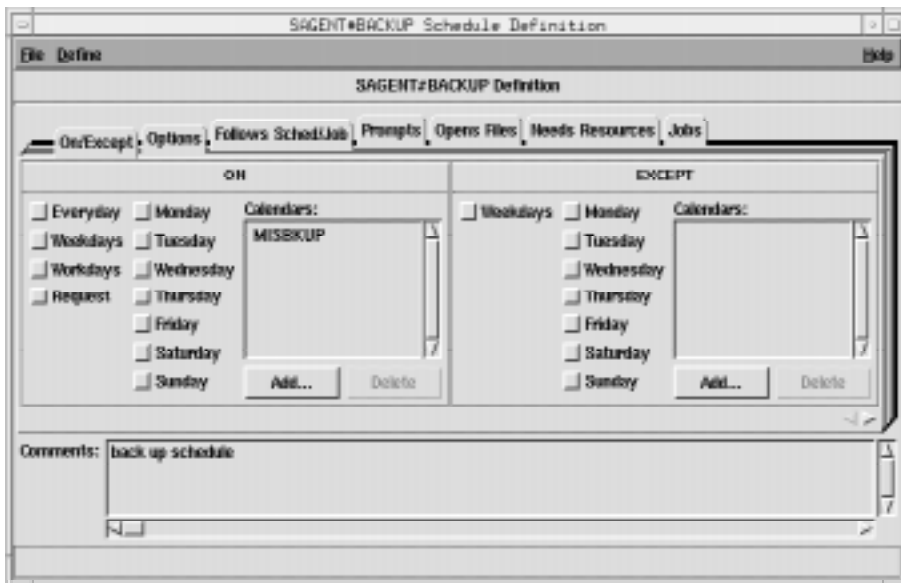 SAGENT#BACKUP Schedule Definition
File Define Help
SAGENT#BACKUP Definition
On/Except Options Follows Sched/Job Prompts Opens Files Needs Resources Jobs
ON EXCEPT
Everyday Monday Calendars: Weekdays Monday Calendars:
MISBKUP
Weekdays Tuesday Tuesday
Workdays Wednesday Wednesday
Request Thursday Thursday
Friday Friday
Saturday Saturday
Sunday Add... Delete Sunday Add... Delete
Comments: back up schedule